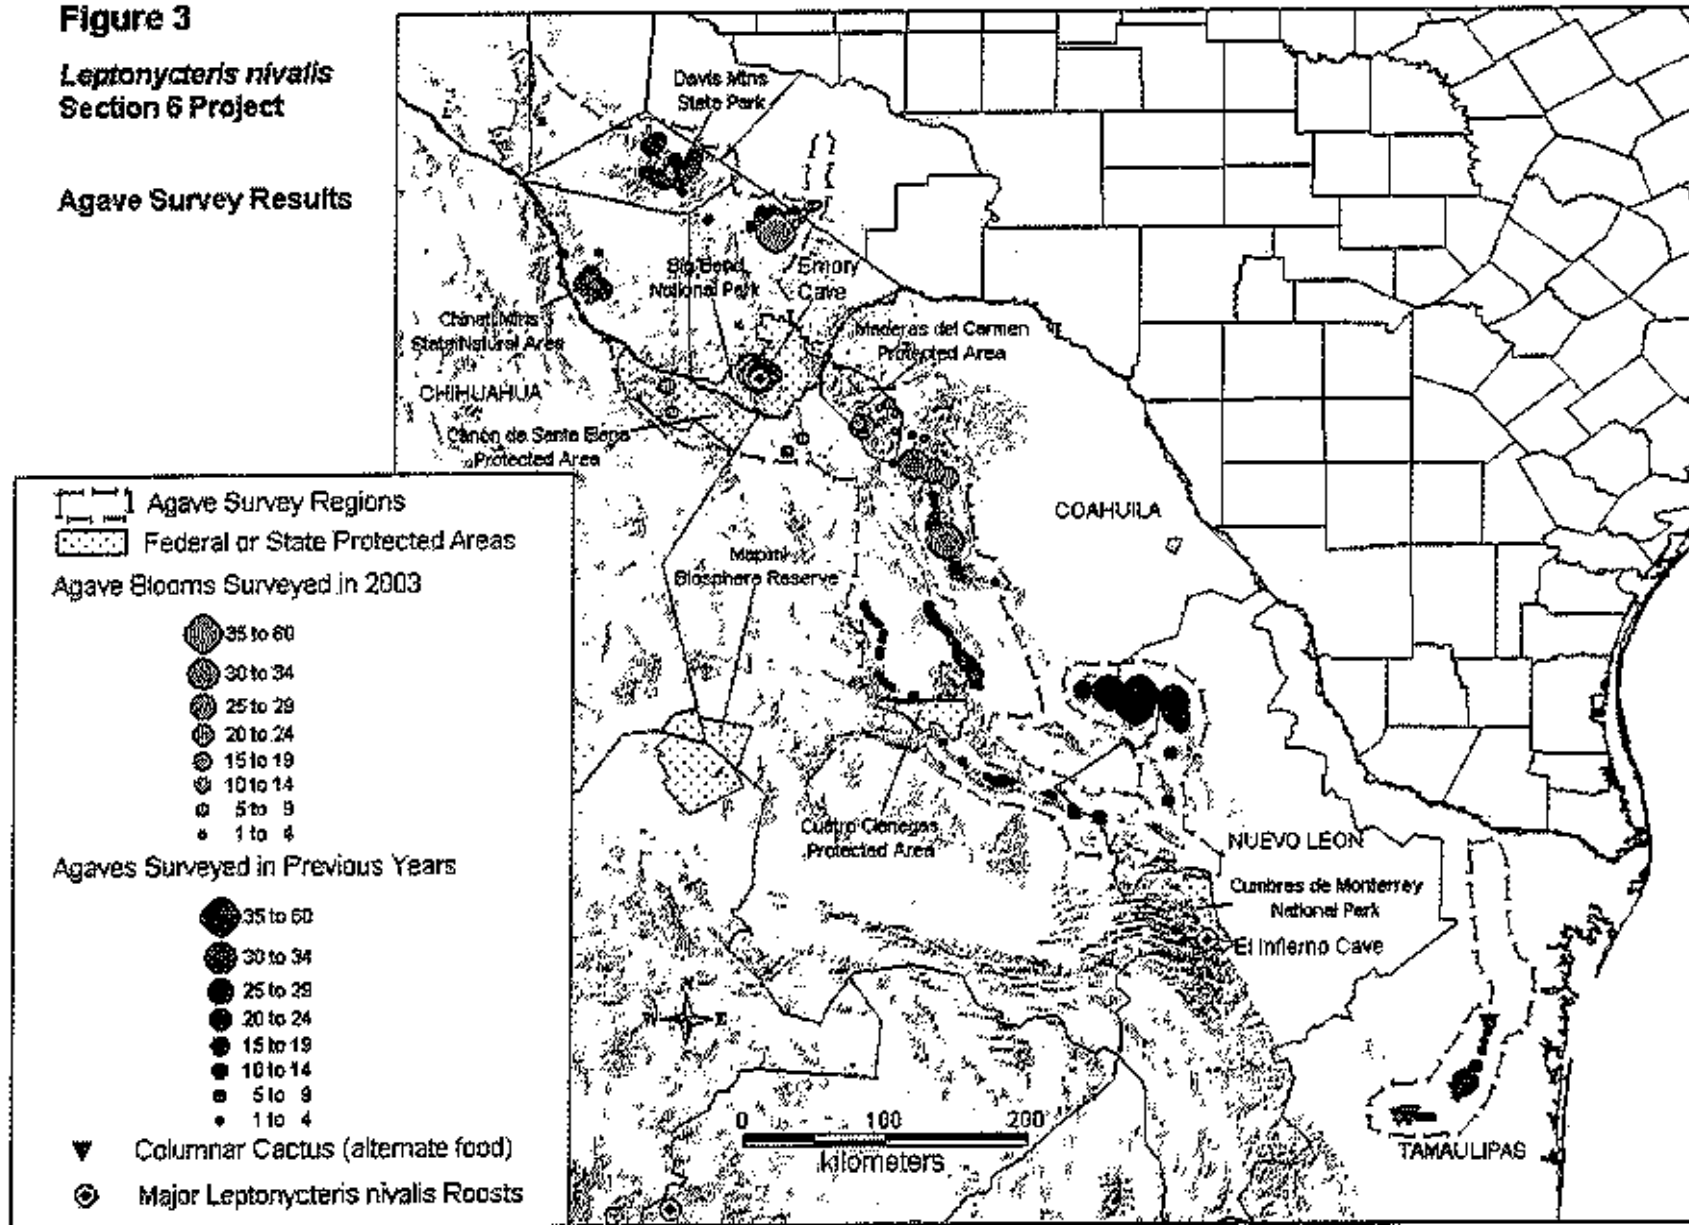 Figure 3
Leptonycteris nivalis
Section 6 Project
Agave Survey Results
Davis Mtns
State Park
Big Bend
National Park
Emory
Cave
Chinati Mtns
State Natural Area
Maderas del Carmen
Protected Area
CHIHUAHUA
Cañon de Santa Elena
Protected Area
COAHUILA
Mapimi
Biosphere Reserve
Cuatro Cienegas
Protected Area
NUEVO LEON
Cumbres de Monterrey
National Park
El Infierno Cave
TAMAULIPAS
E
0 100 200
kilometers
Agave Survey Regions
Federal or State Protected Areas
Agave Blooms Surveyed in 2003
35 to 60
30 to 34
25 to 29
20 to 24
15 to 19
10 to 14
5 to 9
1 to 4
Agaves Surveyed in Previous Years
35 to 60
30 to 34
25 to 29
20 to 24
15 to 19
10 to 14
5 to 9
1 to 4
Columnar Cactus (alternate food)
Major Leptonycteris nivalis Roosts